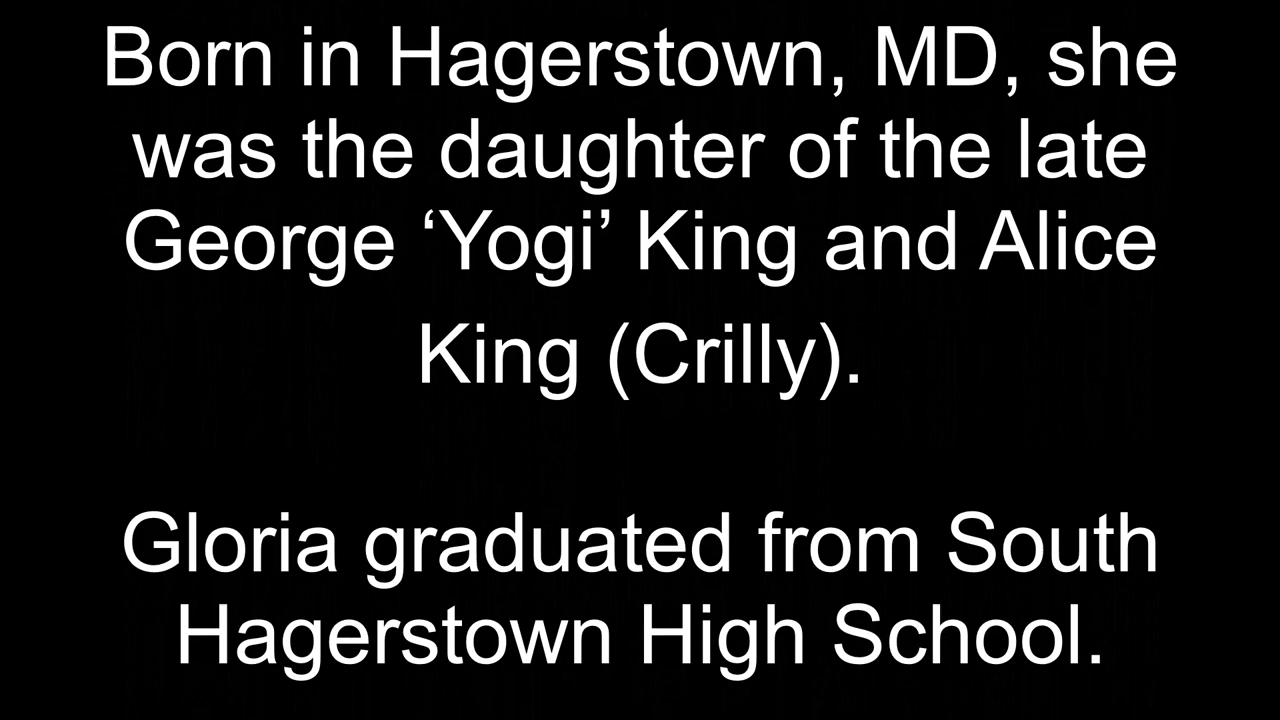 Born in Hagerstown, MD, she
was the daughter of the late
George ‘Yogi’ King and Alice
King (Crilly).
Gloria graduated from South
Hagerstown High School.